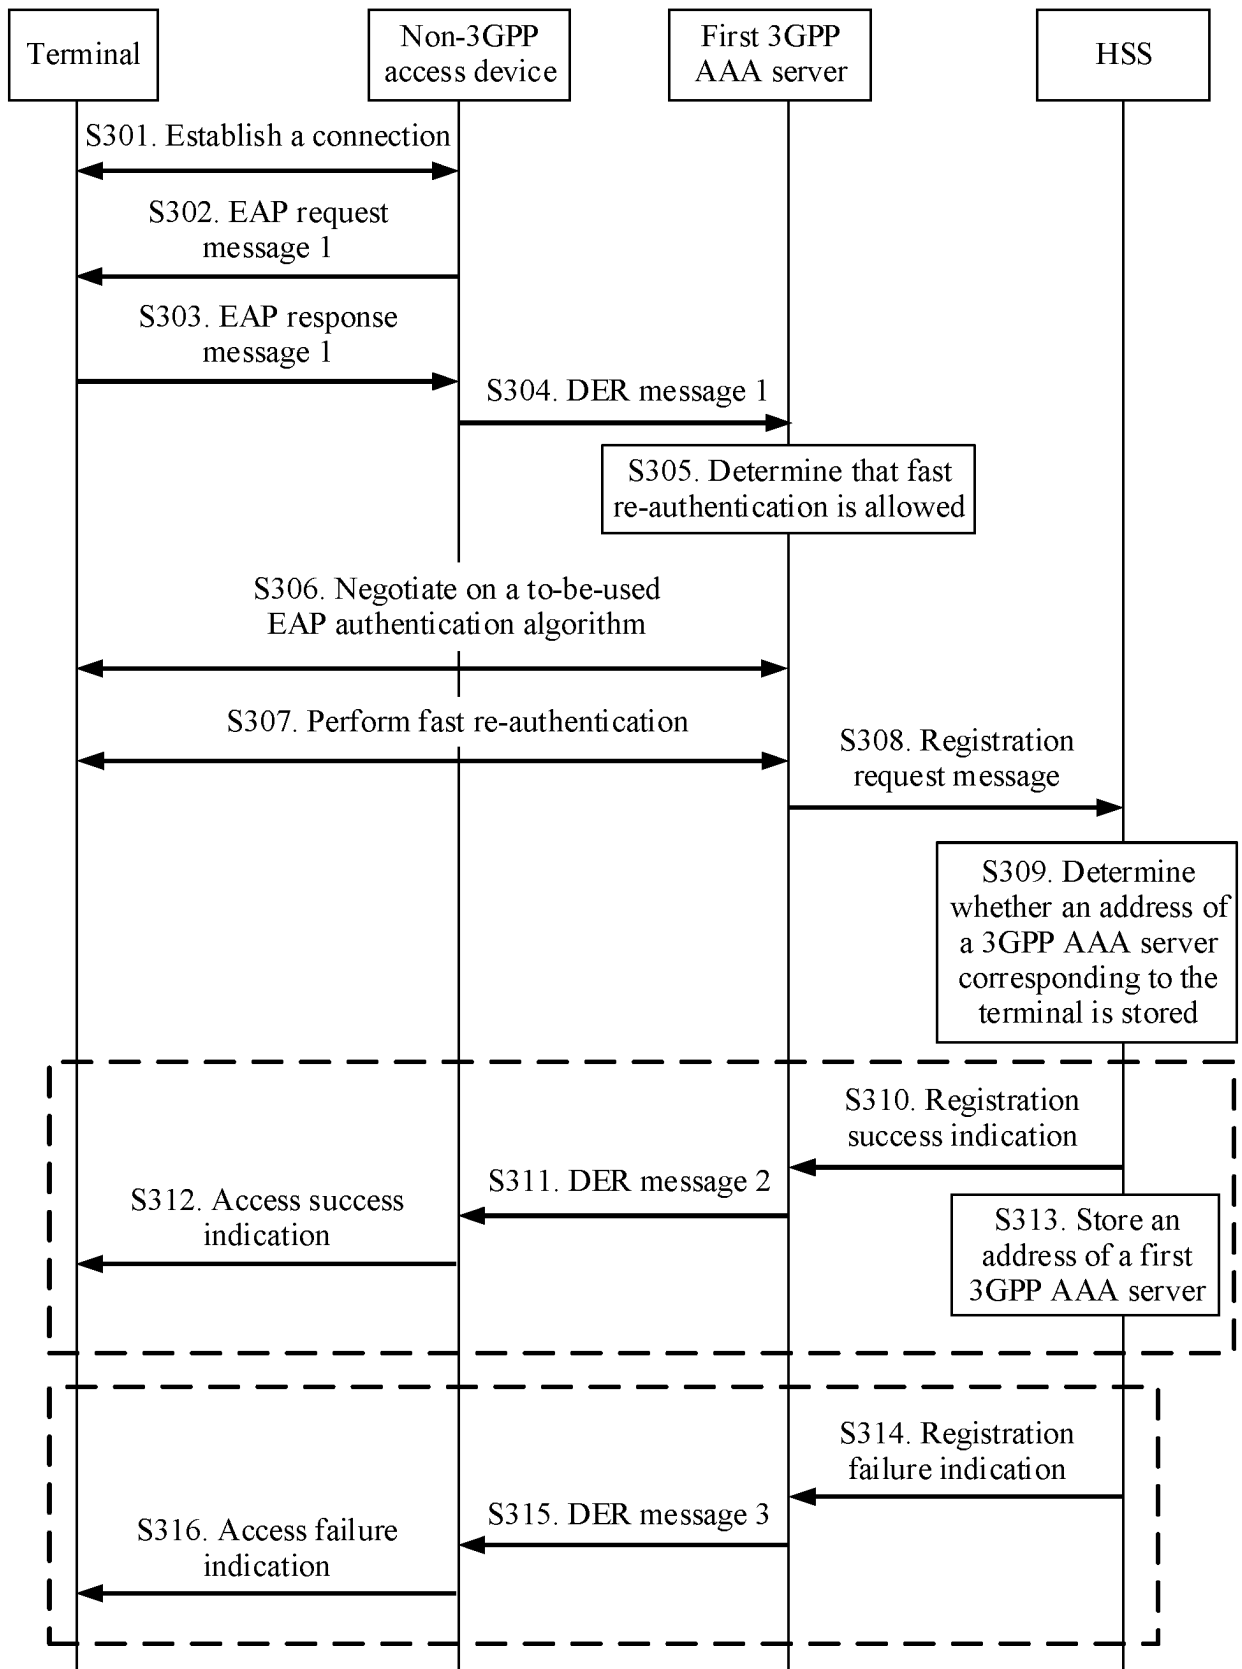 Terminal
Non-3GPP
access device
First 3GPP
AAA server
HSS
S301. Establish a connection
S302. EAP request
message 1
S303. EAP response
message 1
S304. DER message 1
S305. Determine that fast
re-authentication is allowed
S306. Negotiate on a to-be-used
EAP authentication algorithm
S307. Perform fast re-authentication
S308. Registration
request message
S309. Determine
whether an address of
a 3GPP AAA server
corresponding to the
terminal is stored
S310. Registration
success indication
S311. DER message 2
S312. Access success
indication
S313. Store an
address of a first
3GPP AAA server
S314. Registration
failure indication
S315. DER message 3
S316. Access failure
indication